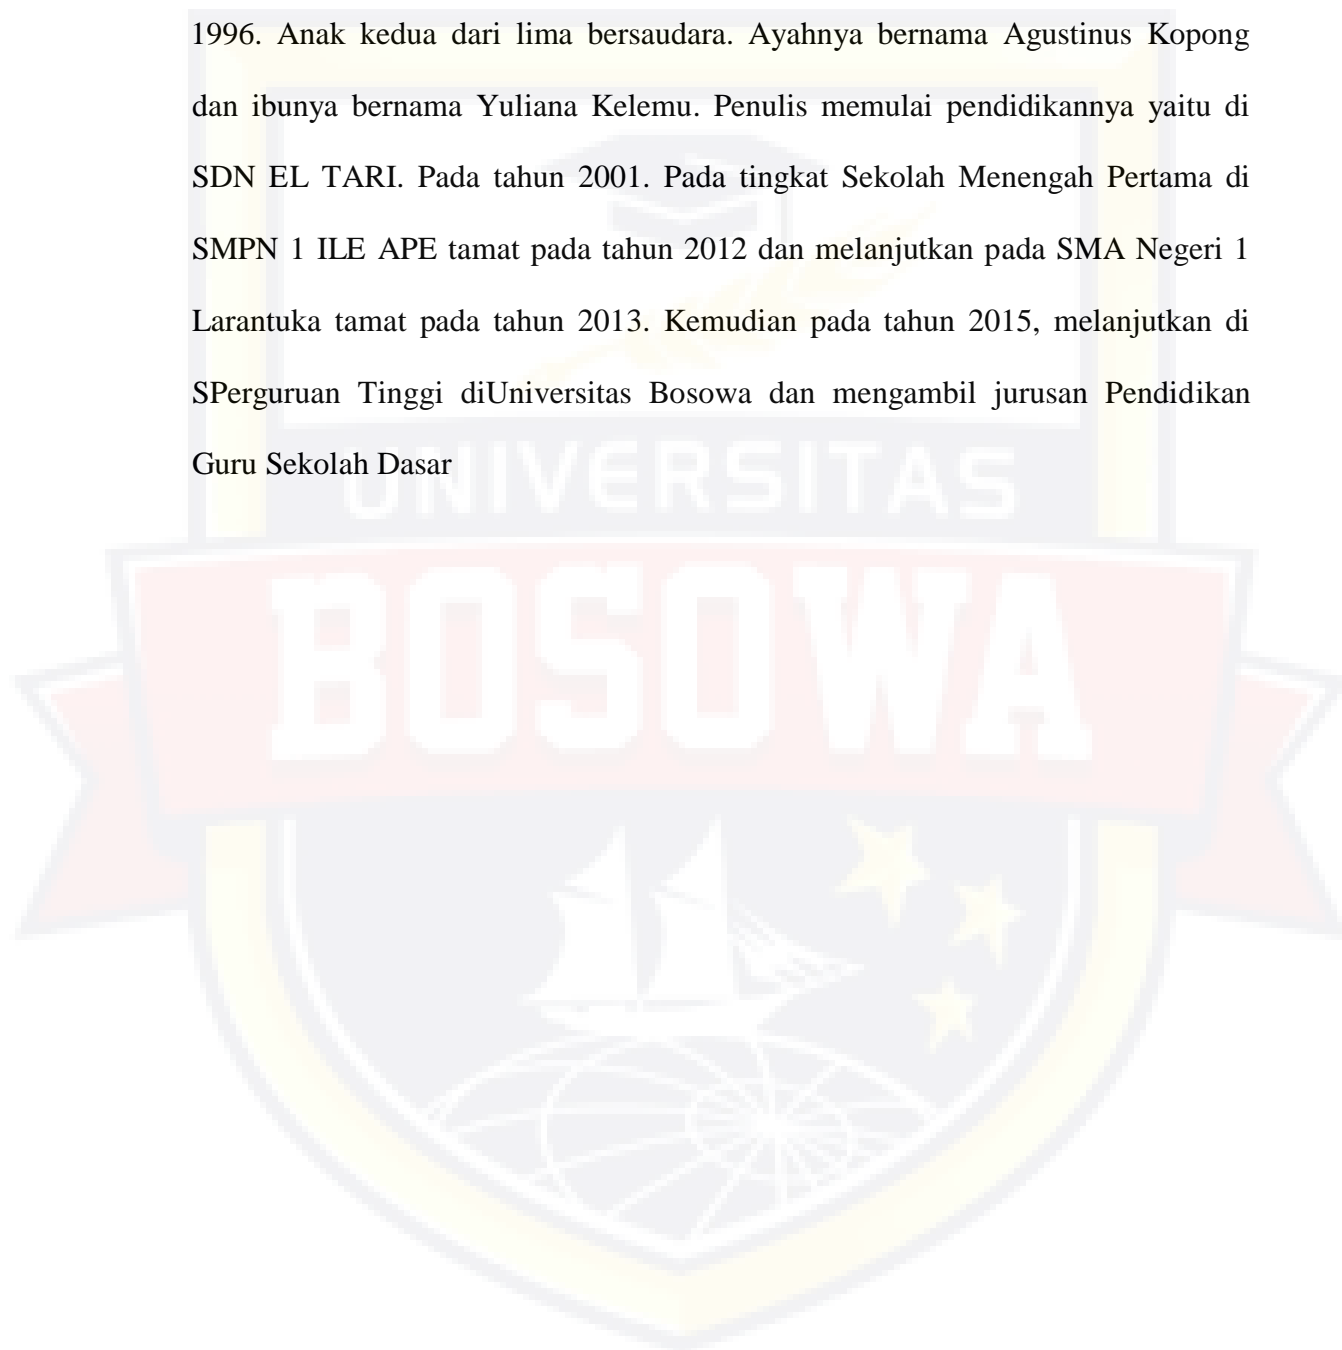 1996. Anak kedua dari lima bersaudara. Ayahnya bernama Agustinus Kopong
dan ibunya bernama Yuliana Kelemu. Penulis memulai pendidikannya yaitu di
SDN EL TARI. Pada tahun 2001. Pada tingkat Sekolah Menengah Pertama di
SMPN 1 ILE APE tamat pada tahun 2012 dan melanjutkan pada SMA Negeri 1
Larantuka tamat pada tahun 2013. Kemudian pada tahun 2015, melanjutkan di
SPerguruan Tinggi diUniversitas Bosowa dan mengambil jurusan Pendidikan
Guru Sekolah Dasar
UNIVERSITAS
BOSOWA